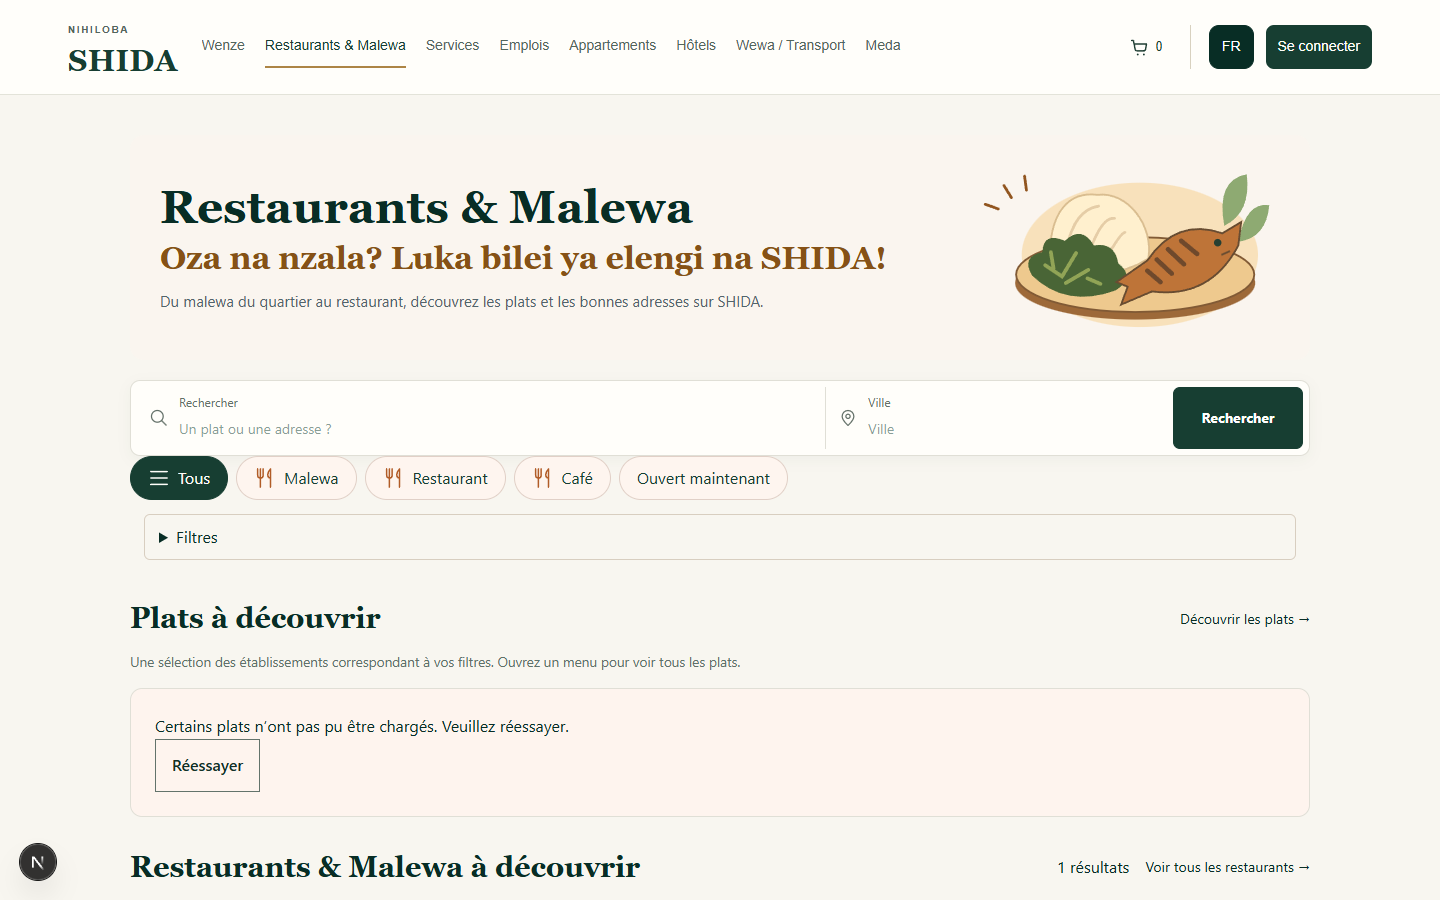 NIHILOBA
SHIDA
Wenze
Restaurants & Malewa
Services
Emplois
Appartements
Hôtels
Wewa / Transport
Meda
0
FR
Se connecter
Restaurants & Malewa
Oza na nzala? Luka bilei ya elengi na SHIDA!
Du malewa du quartier au restaurant, découvrez les plats et les bonnes adresses sur SHIDA.
Rechercher
Un plat ou une adresse ?
Ville
Ville
Rechercher
Tous
Malewa
Restaurant
Café
Ouvert maintenant
Filtres
Plats à découvrir
Découvrir les plats →
Une sélection des établissements correspondant à vos filtres. Ouvrez un menu pour voir tous les plats.
Certains plats n’ont pas pu être chargés. Veuillez réessayer.
Réessayer
Restaurants & Malewa à découvrir
1 résultats
Voir tous les restaurants →
N